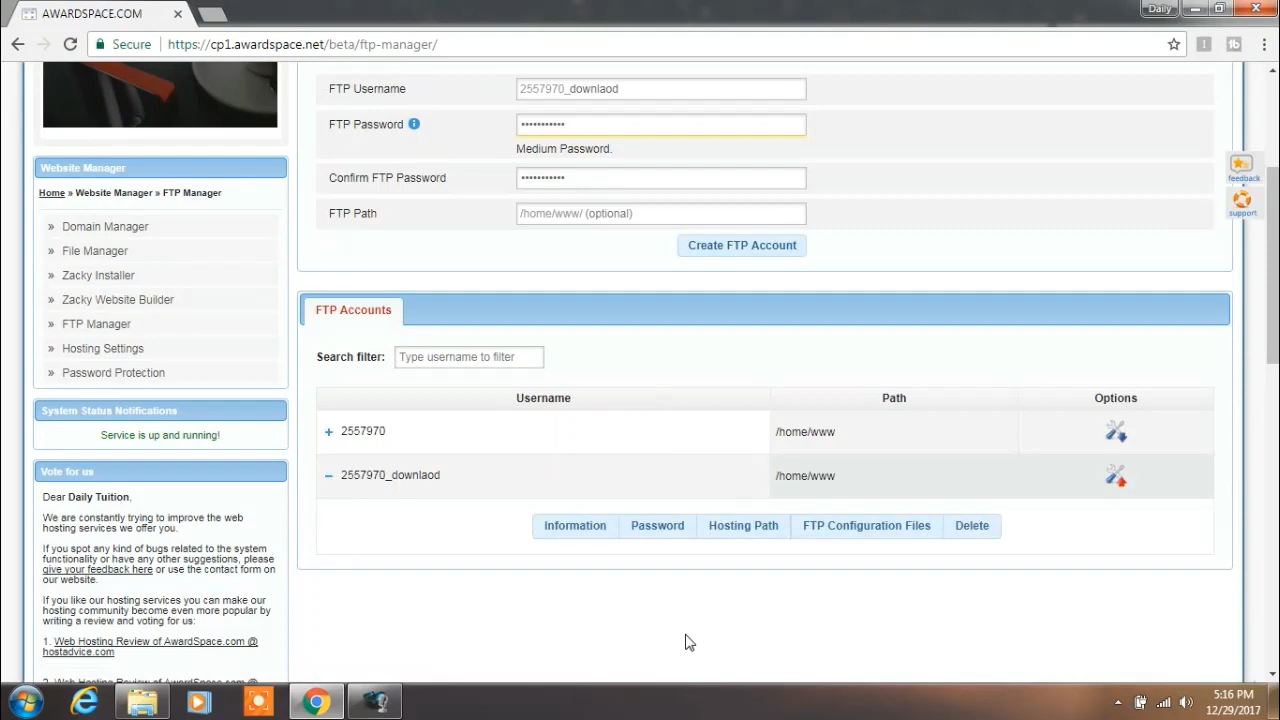 AWARDSPACE.COM
Daily
Secure
https://cp1.awardspace.net/beta/ftp-manager/
FTP Username
2557970_downlaod
FTP Password
•••••••••••
Medium Password.
Confirm FTP Password
•••••••••••
FTP Path
/home/www/ (optional)
Create FTP Account
feedback
support
Website Manager
Home » Website Manager » FTP Manager
» Domain Manager
» File Manager
» Zacky Installer
» Zacky Website Builder
» FTP Manager
» Hosting Settings
» Password Protection
System Status Notifications
Service is up and running!
Vote for us
Dear Daily Tuition,
We are constantly trying to improve the web
hosting services we offer you.
If you spot any kind of bugs related to the system
functionality or have any other suggestions, please
give your feedback here or use the contact form on
our website.
If you like our hosting services you can make our
hosting community become even more popular by
writing a review and voting for us:
1. Web Hosting Review of AwardSpace.com @
hostadvice.com
2. Web Hosting Review of AwardSpace.com @
FTP Accounts
Search filter:
Type username to filter
Username
Path
Options
+ 2557970
/home/www
− 2557970_downlaod
/home/www
Information
Password
Hosting Path
FTP Configuration Files
Delete
5:16 PM
12/29/2017